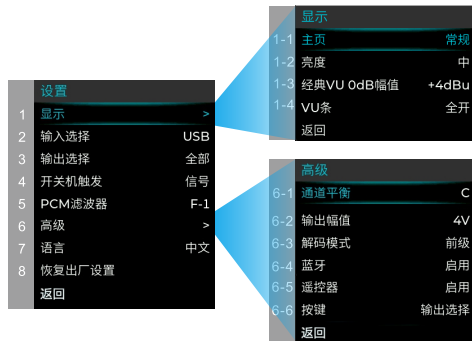 设置
1 显示 >
2 输入选择 USB
3 输出选择 全部
4 开关机触发 信号
5 PCM滤波器 F-1
6 高级 >
7 语言 中文
8 恢复出厂设置
返回
显示
1-1 主页 常规
1-2 亮度 中
1-3 经典VU 0dB幅值 +4dBu
1-4 VU条 全开
返回
高级
6-1 通道平衡 C
6-2 输出幅值 4V
6-3 解码模式 前级
6-4 蓝牙 启用
6-5 遥控器 启用
6-6 按键 输出选择
返回